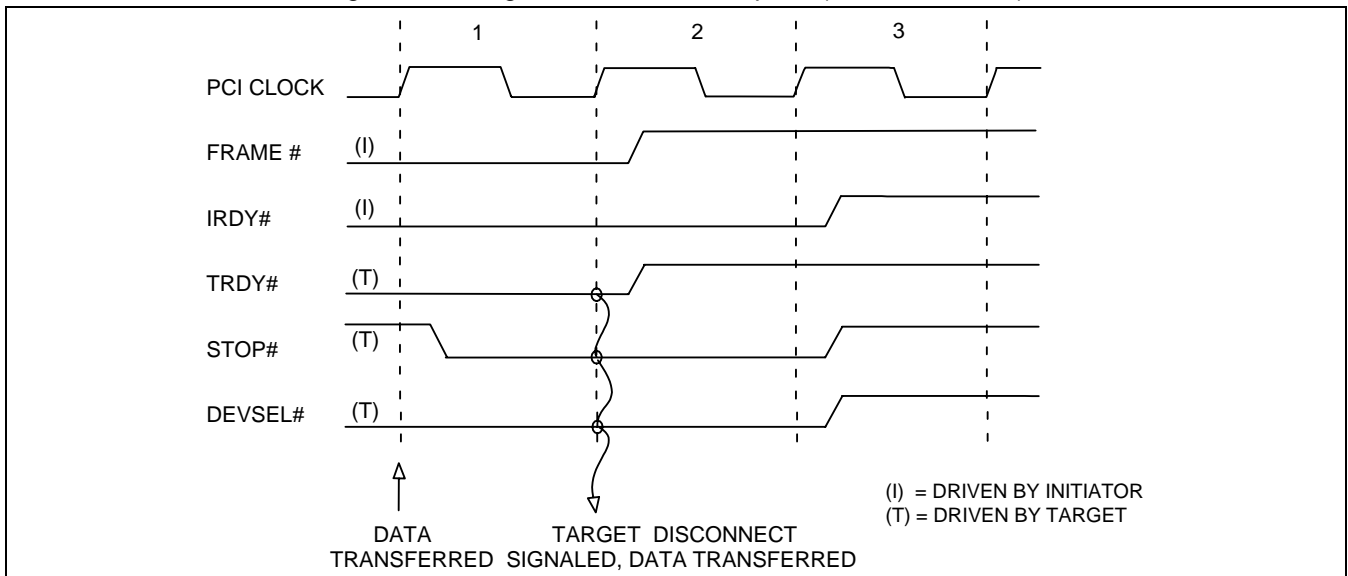 1 2 3
PCI CLOCK
FRAME # (I)
IRDY# (I)
TRDY# (T)
STOP# (T)
DEVSEL# (T)
(I) = DRIVEN BY INITIATOR
(T) = DRIVEN BY TARGET
DATA
TRANSFERRED
TARGET DISCONNECT
SIGNALED, DATA TRANSFERRED